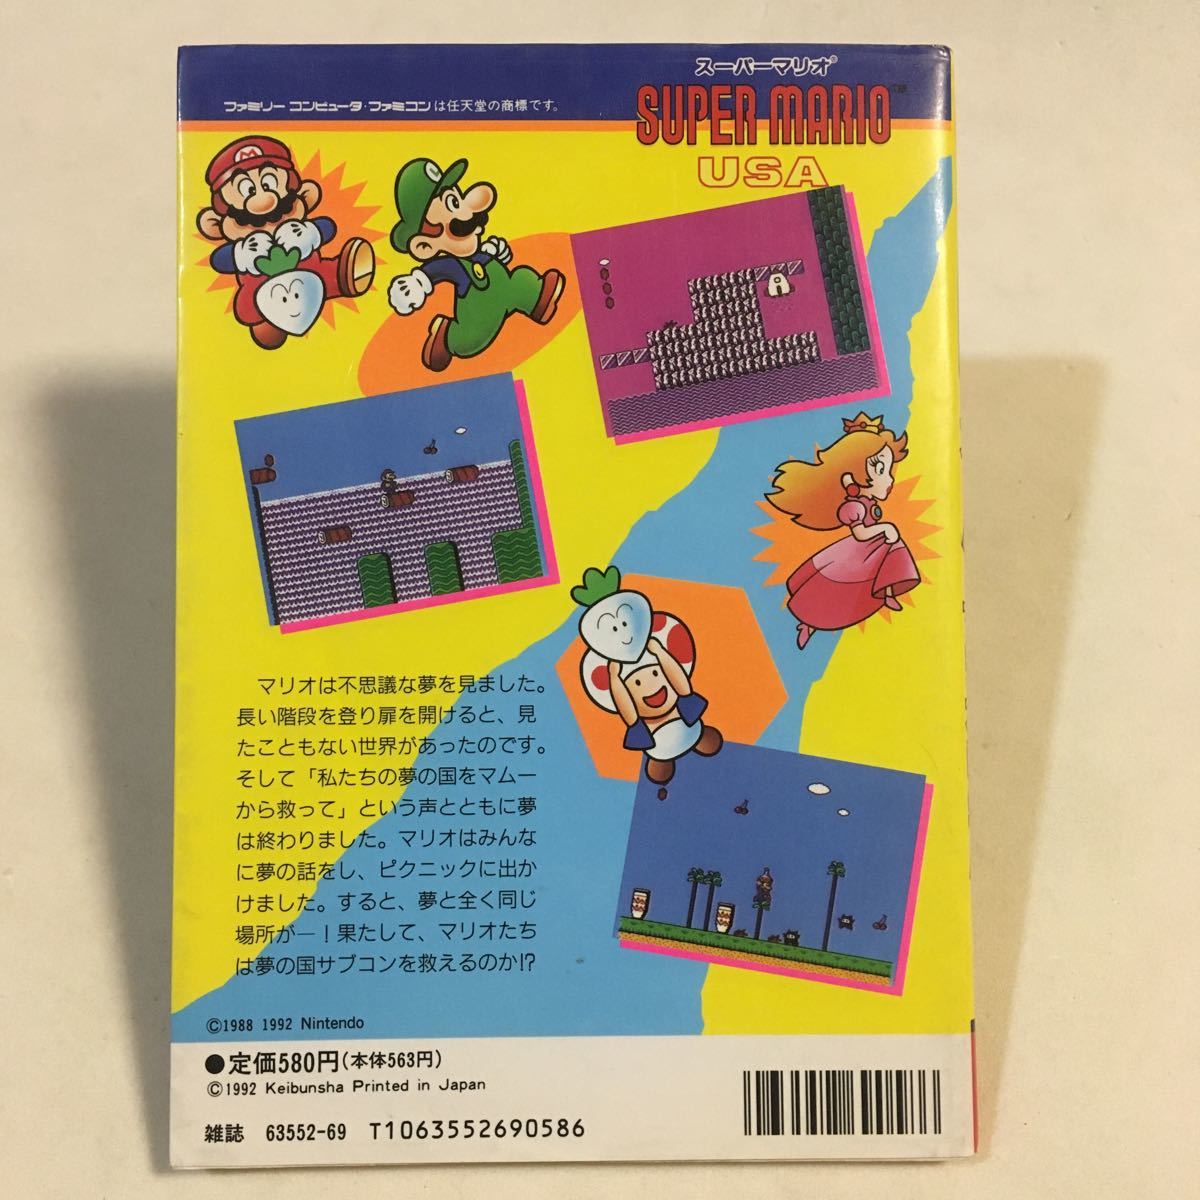 スーパーマリオ®
SUPER MARIO™
USA
ファミリー コンピュータ・ファミコンは任天堂の商標です。
マリオは不思議な夢を見ました。
長い階段を登り扉を開けると、見
たこともない世界があったのです。
そして「私たちの夢の国をマムー
から救って」という声とともに夢
は終わりました。マリオはみんな
に夢の話をし、ピクニックに出か
けました。すると、夢と全く同じ
場所が―！果たして、マリオたち
は夢の国サブコンを救えるのか!?
©1988 1992 Nintendo
●定価580円(本体563円)
©1992 Keibunsha Printed in Japan
雑誌 63552-69 T1063552690586